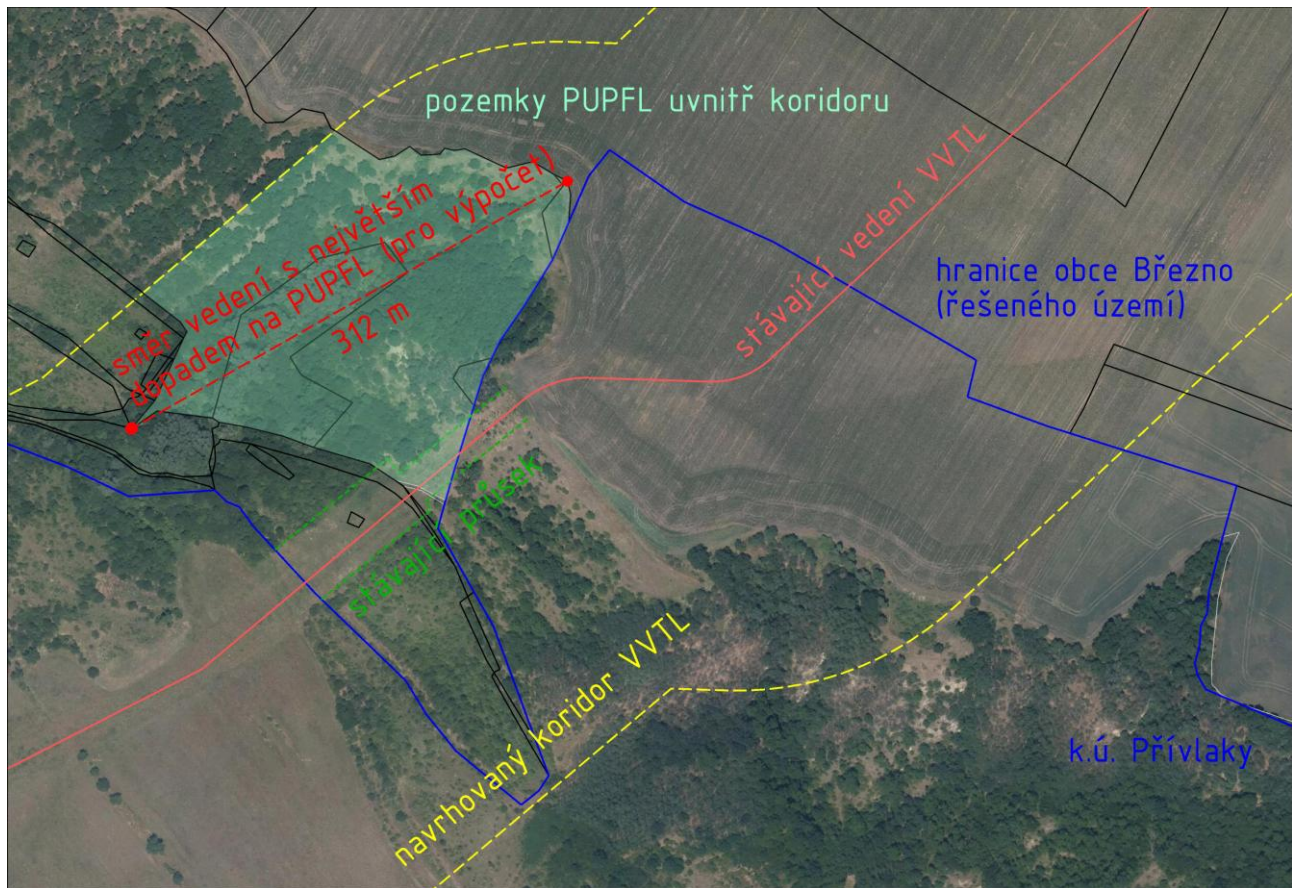 pozemky PUPFL uvnitř koridoru
směr vedení s největším
dopadem na PUPFL (pro výpočet)
312 m
stávající vedení VVTL
hranice obce Březno
(řešeného území)
stávající průsek
navrhovaný koridor VVTL
k.ú. Přívlaky